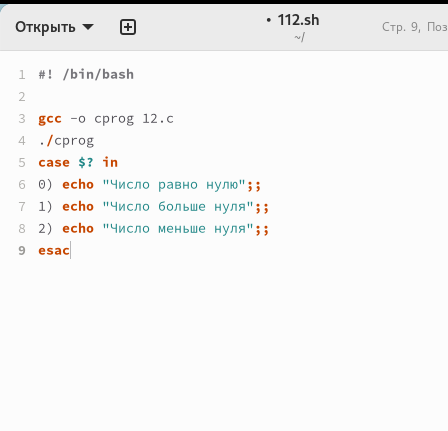 Открыть
• 112.sh
~/
Стр. 9, Поз
1 #! /bin/bash
2
3 gcc -o cprog 12.c
4 ./cprog
5 case $? in
6 0) echo "Число равно нулю";;
7 1) echo "Число больше нуля";;
8 2) echo "Число меньше нуля";;
9 esac